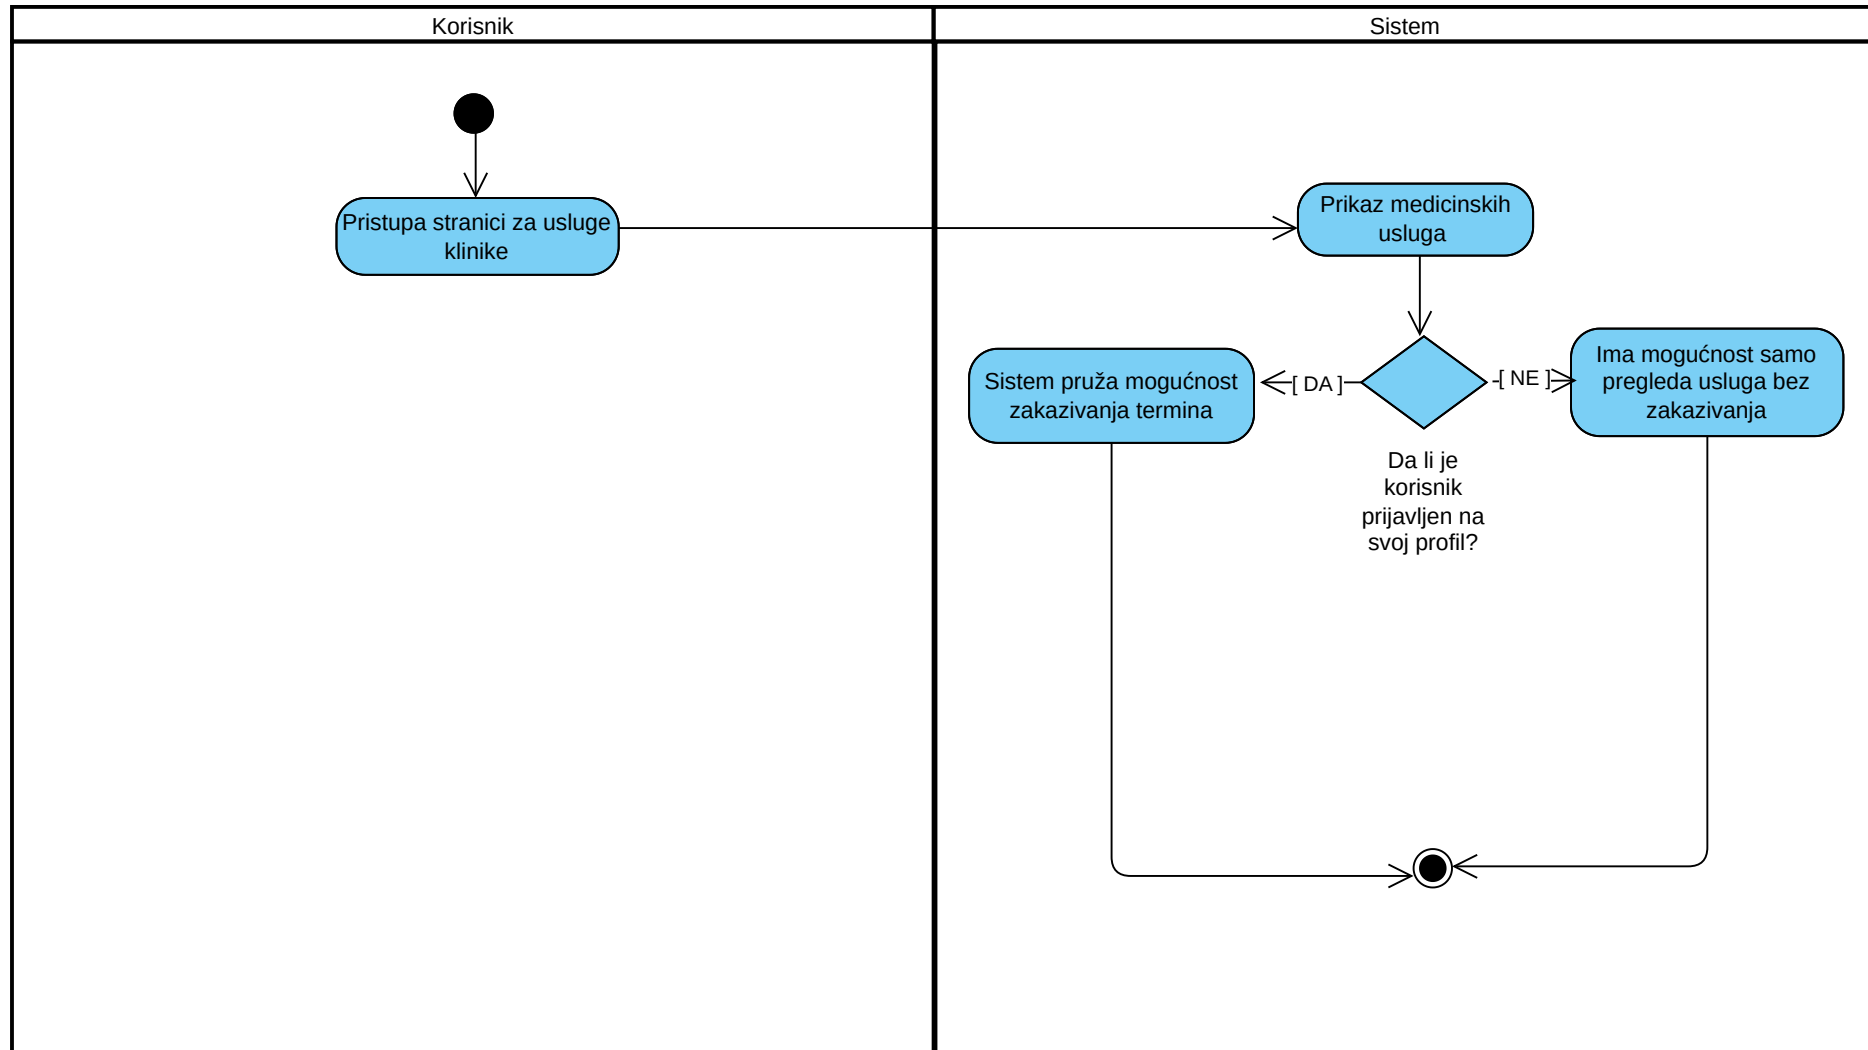 Korisnik
Sistem
Pristupa stranici za usluge
klinike
Prikaz medicinskih
usluga
Sistem pruža mogućnost
zakazivanja termina
[ DA ]
[ NE ]
Ima mogućnost samo
pregleda usluga bez
zakazivanja
Da li je
korisnik
prijavljen na
svoj profil?